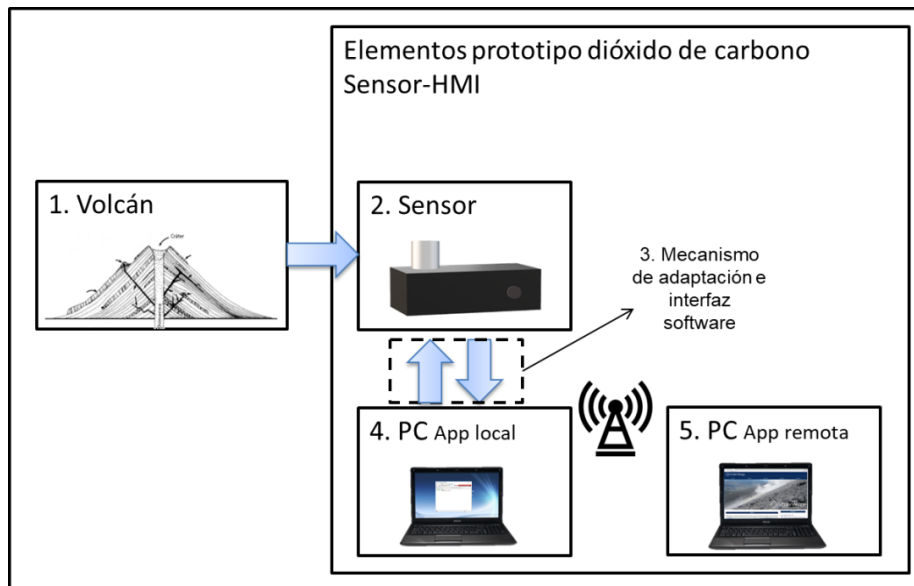 Elementos prototipo dióxido de carbono
Sensor-HMI
1. Volcán
Cráter
2. Sensor
3. Mecanismo
de adaptación e
interfaz
software
4. PC App local
5. PC App remota